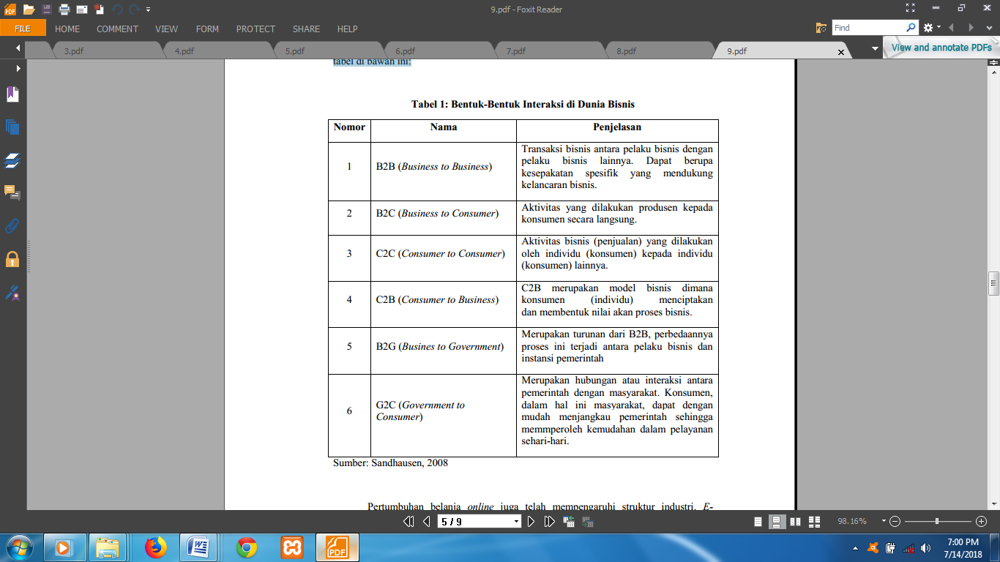 9.pdf - Foxit Reader
FILE HOME COMMENT VIEW FORM PROTECT SHARE HELP
Find
3.pdf 4.pdf 5.pdf 6.pdf 7.pdf 8.pdf 9.pdf
View and annotate PDFs
tabel di bawah ini:
Tabel 1: Bentuk-Bentuk Interaksi di Dunia Bisnis
Nomor Nama Penjelasan
1 B2B (Business to Business)
Transaksi bisnis antara pelaku bisnis dengan
pelaku bisnis lainnya. Dapat berupa
kesepakatan spesifik yang mendukung
kelancaran bisnis.
2 B2C (Business to Consumer)
Aktivitas yang dilakukan produsen kepada
konsumen secara langsung.
3 C2C (Consumer to Consumer)
Aktivitas bisnis (penjualan) yang dilakukan
oleh individu (konsumen) kepada individu
(konsumen) lainnya.
4 C2B (Consumer to Business)
C2B merupakan model bisnis dimana
konsumen (individu) menciptakan
dan membentuk nilai akan proses bisnis.
5 B2G (Busines to Government)
Merupakan turunan dari B2B, perbedaannya
proses ini terjadi antara pelaku bisnis dan
instansi pemerintah
6 G2C (Government to
Consumer)
Merupakan hubungan atau interaksi antara
pemerintah dengan masyarakat. Konsumen,
dalam hal ini masyarakat, dapat dengan
mudah menjangkau pemerintah sehingga
memmperoleh kemudahan dalam pelayanan
sehari-hari.
Sumber: Sandhausen, 2008
Pertumbuhan belanja online juga telah mempengaruhi struktur industri. E-
5 / 9
98.16%
PDF
7:00 PM
7/14/2018